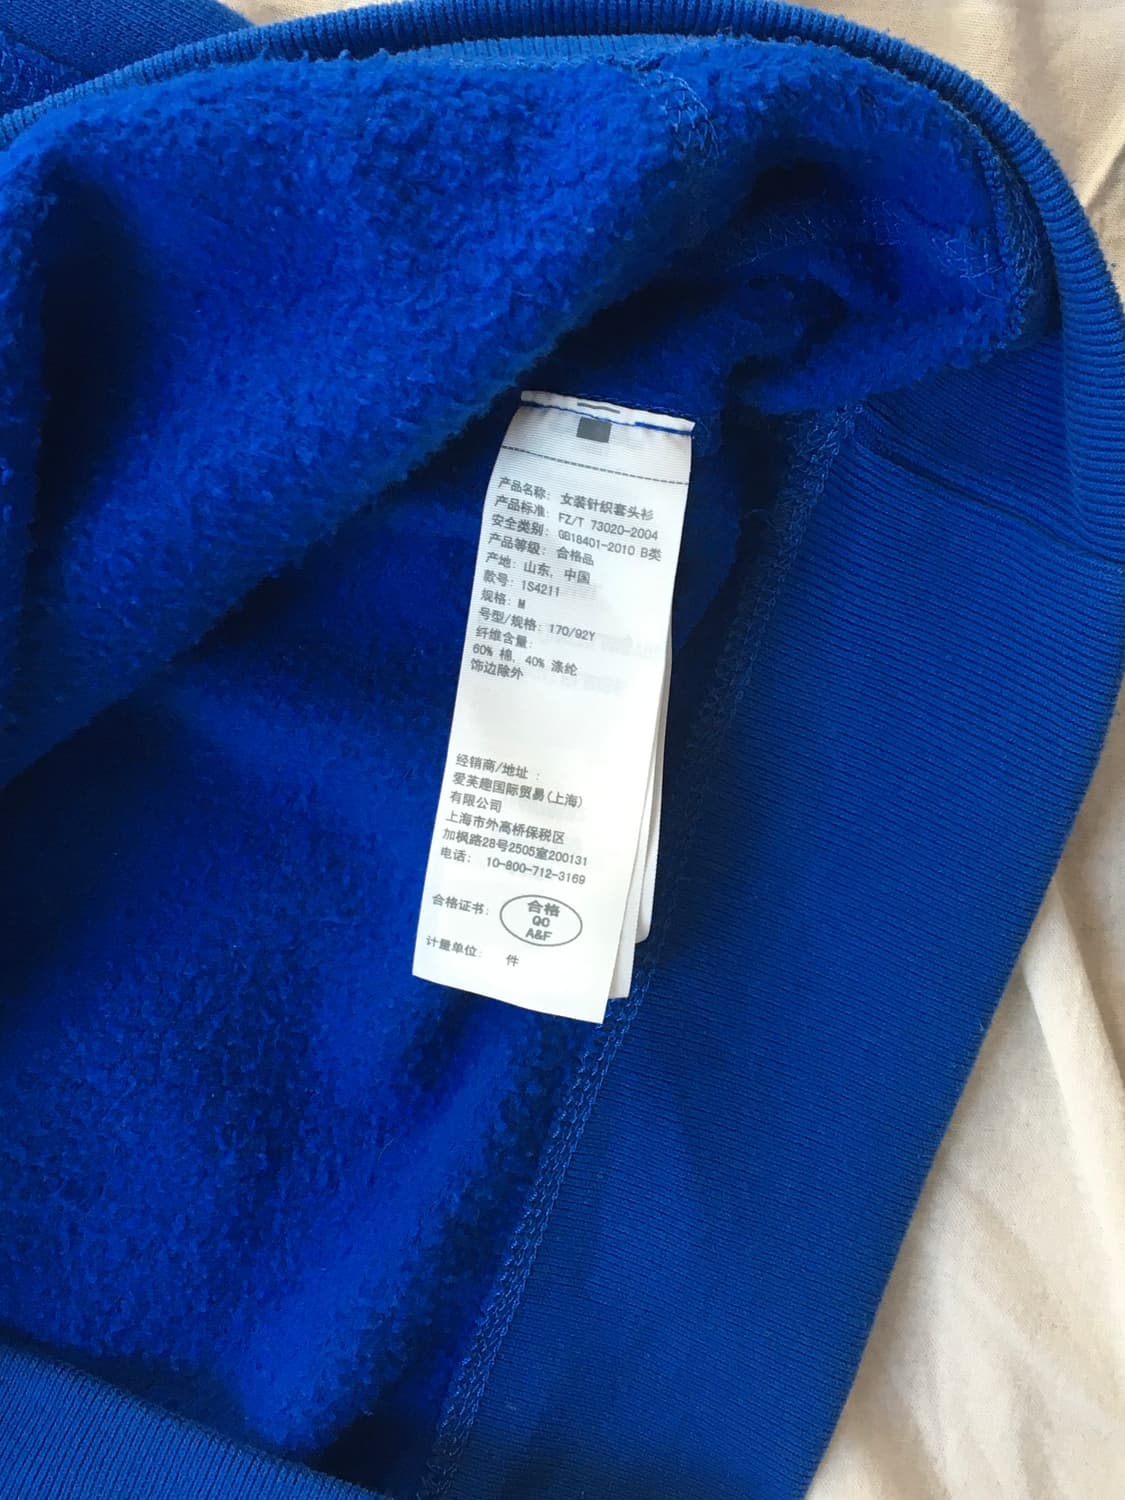 产品名称: 女装针织套头衫
产品标准: FZ/T 73020-2004
安全类别: GB18401-2010 B类
产品等级: 合格品
产地: 山东, 中国
款号: 1S4211
规格: M
号型/规格: 170/92Y
纤维含量:
60% 棉, 40% 涤纶
饰边除外
经销商/地址 :
爱芙趣国际贸易(上海)
有限公司
上海市外高桥保税区
加枫路28号2505室200131
电话: 10-800-712-3169
合格证书: 合格
QC
A&F
计量单位: 件